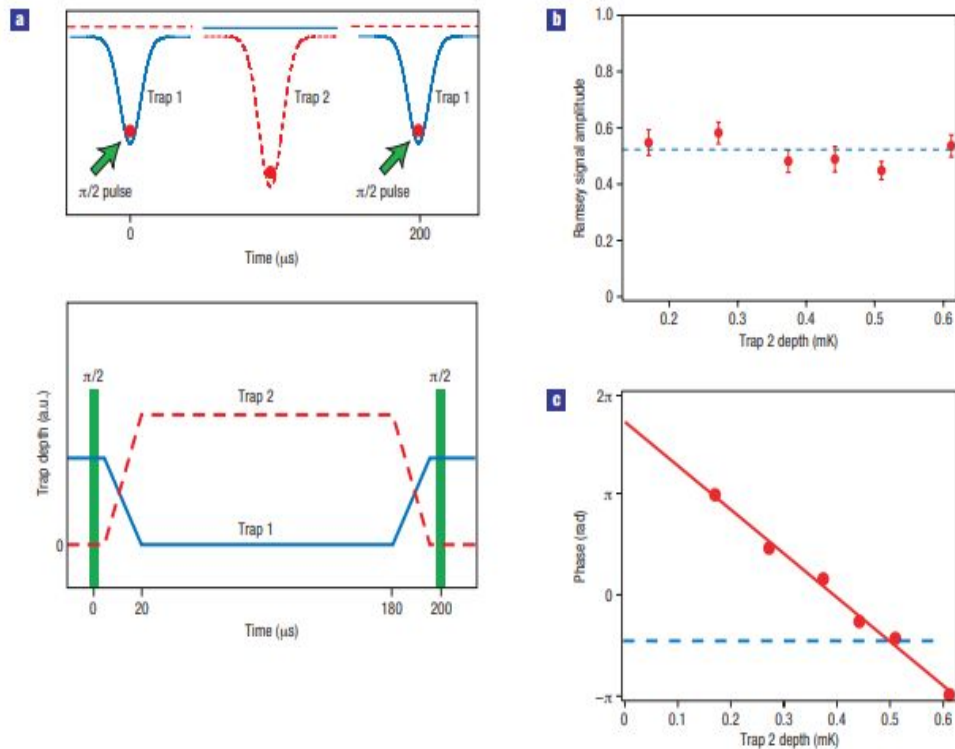 a
Trap 1
Trap 2
Trap 1
π/2 pulse
π/2 pulse
0
200
Time (μs)
π/2
π/2
Trap 2
Trap 1
Trap depth (a.u.)
0
0
20
180
200
Time (μs)
b
1.0
0.8
0.6
0.4
0.2
0
Ramsey signal amplitude
0.2
0.3
0.4
0.5
0.6
Trap 2 depth (mK)
c
2π
π
0
−π
Phase (rad)
0
0.1
0.2
0.3
0.4
0.5
0.6
Trap 2 depth (mK)